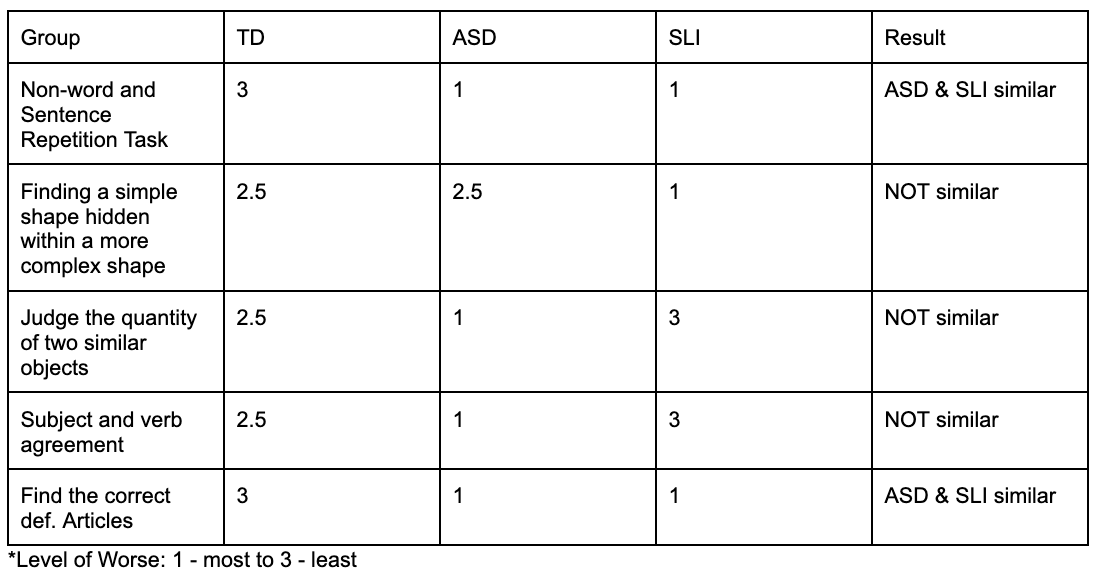 Group TD ASD SLI Result
Non-word and 3 1 1 ASD & SLI similar
Sentence
Repetition Task
Finding a simple 2.5 2.5 1 NOT similar
shape hidden
within a more
complex shape
Judge the quantity 2.5 1 3 NOT similar
of two similar
objects
Subject and verb 2.5 1 3 NOT similar
agreement
Find the correct 3 1 1 ASD & SLI similar
def. Articles
*Level of Worse: 1 - most to 3 - least